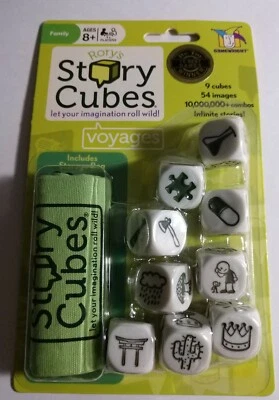 Family
AGES
8+
Rory's
Story
Cubes®
let your imagination roll wild!
GAMEWRIGHT
9 cubes
54 images
10,000,000+ combos
Infinite stories!
voyages
Includes
Story
Cubes
let your imagination roll wild!